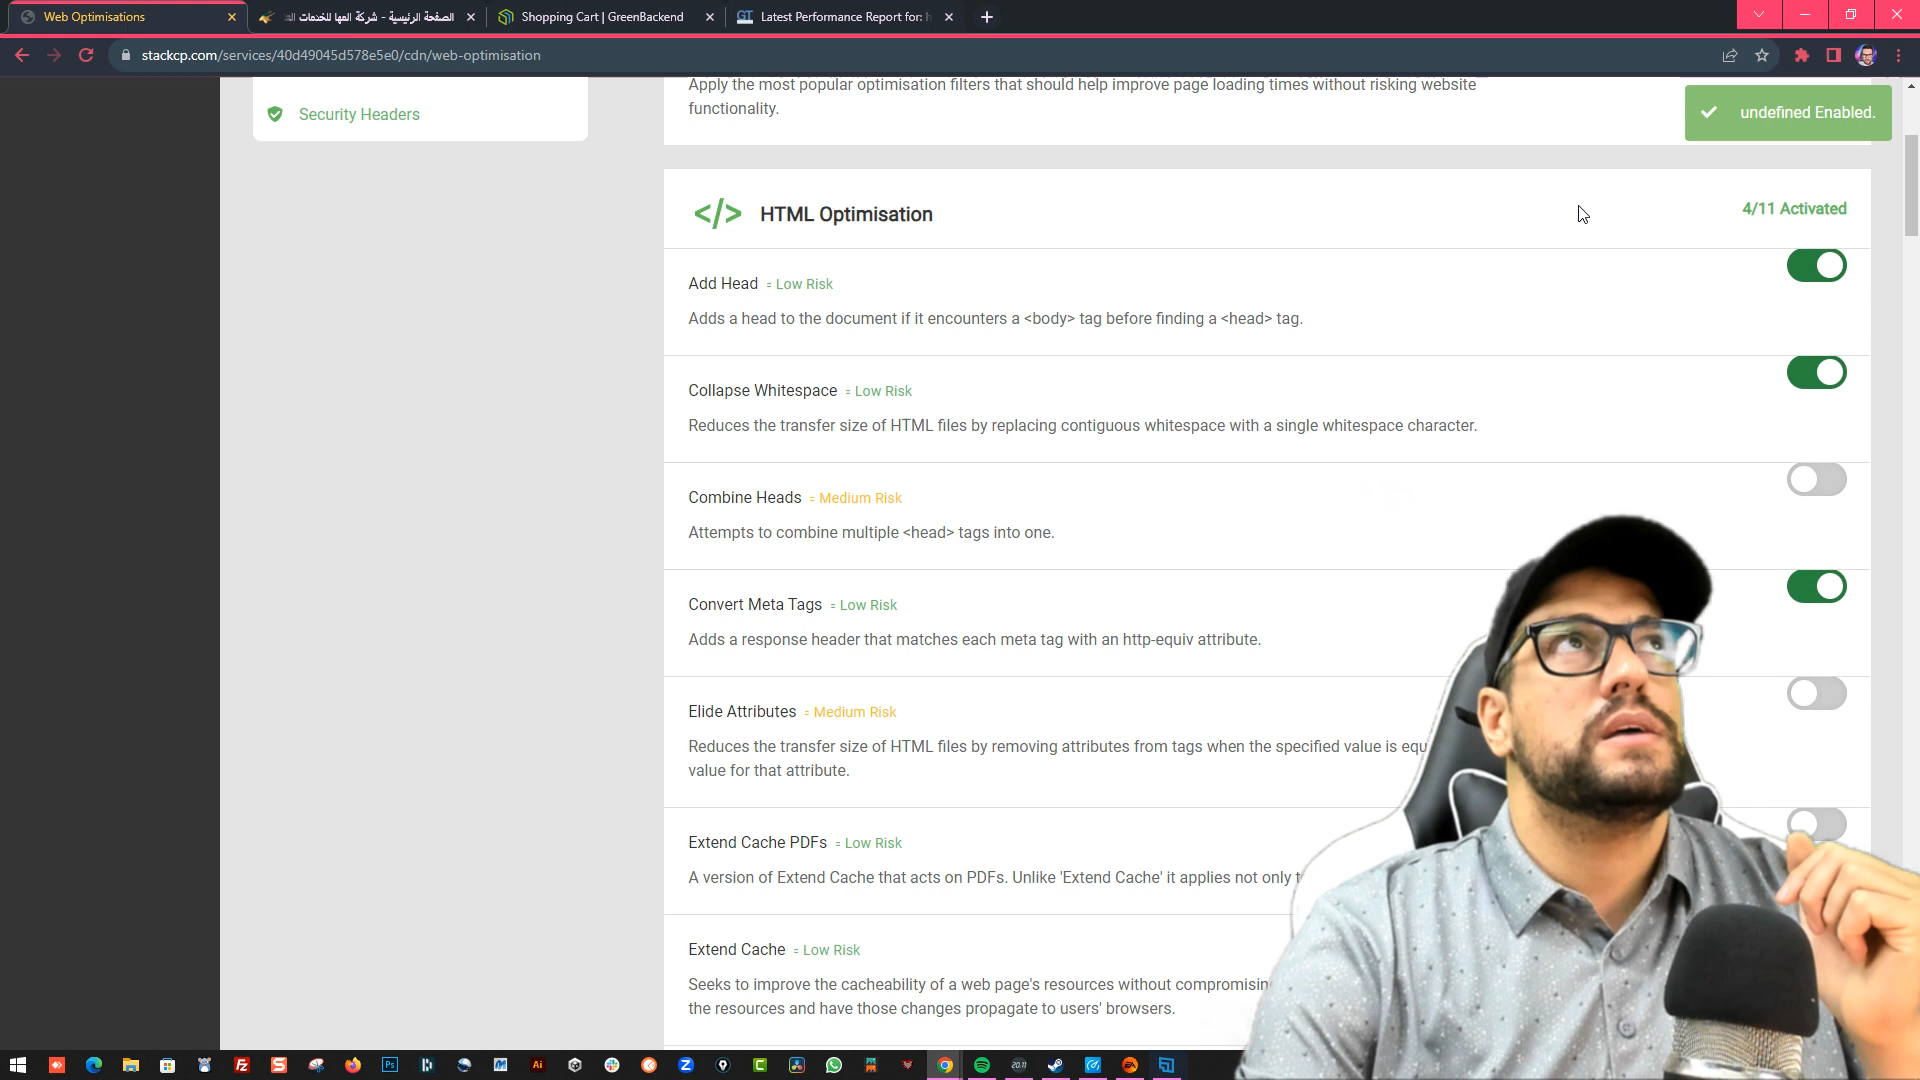 Web Optimisations
الصفحة الرئيسية - شركة المها للخدمات الت
Shopping Cart | GreenBackend
GT Latest Performance Report for: h
stackcp.com/services/40d49045d578e5e0/cdn/web-optimisation
Security Headers
Apply the most popular optimisation filters that should help improve page loading times without risking website
functionality.
undefined Enabled.
</> HTML Optimisation
4/11 Activated
Add Head = Low Risk
Adds a head to the document if it encounters a <body> tag before finding a <head> tag.
Collapse Whitespace = Low Risk
Reduces the transfer size of HTML files by replacing contiguous whitespace with a single whitespace character.
Combine Heads = Medium Risk
Attempts to combine multiple <head> tags into one.
Convert Meta Tags = Low Risk
Adds a response header that matches each meta tag with an http-equiv attribute.
Elide Attributes = Medium Risk
Reduces the transfer size of HTML files by removing attributes from tags when the specified value is equ
value for that attribute.
Extend Cache PDFs = Low Risk
A version of Extend Cache that acts on PDFs. Unlike 'Extend Cache' it applies not only t
Extend Cache = Low Risk
Seeks to improve the cacheability of a web page's resources without compromisin
the resources and have those changes propagate to users' browsers.